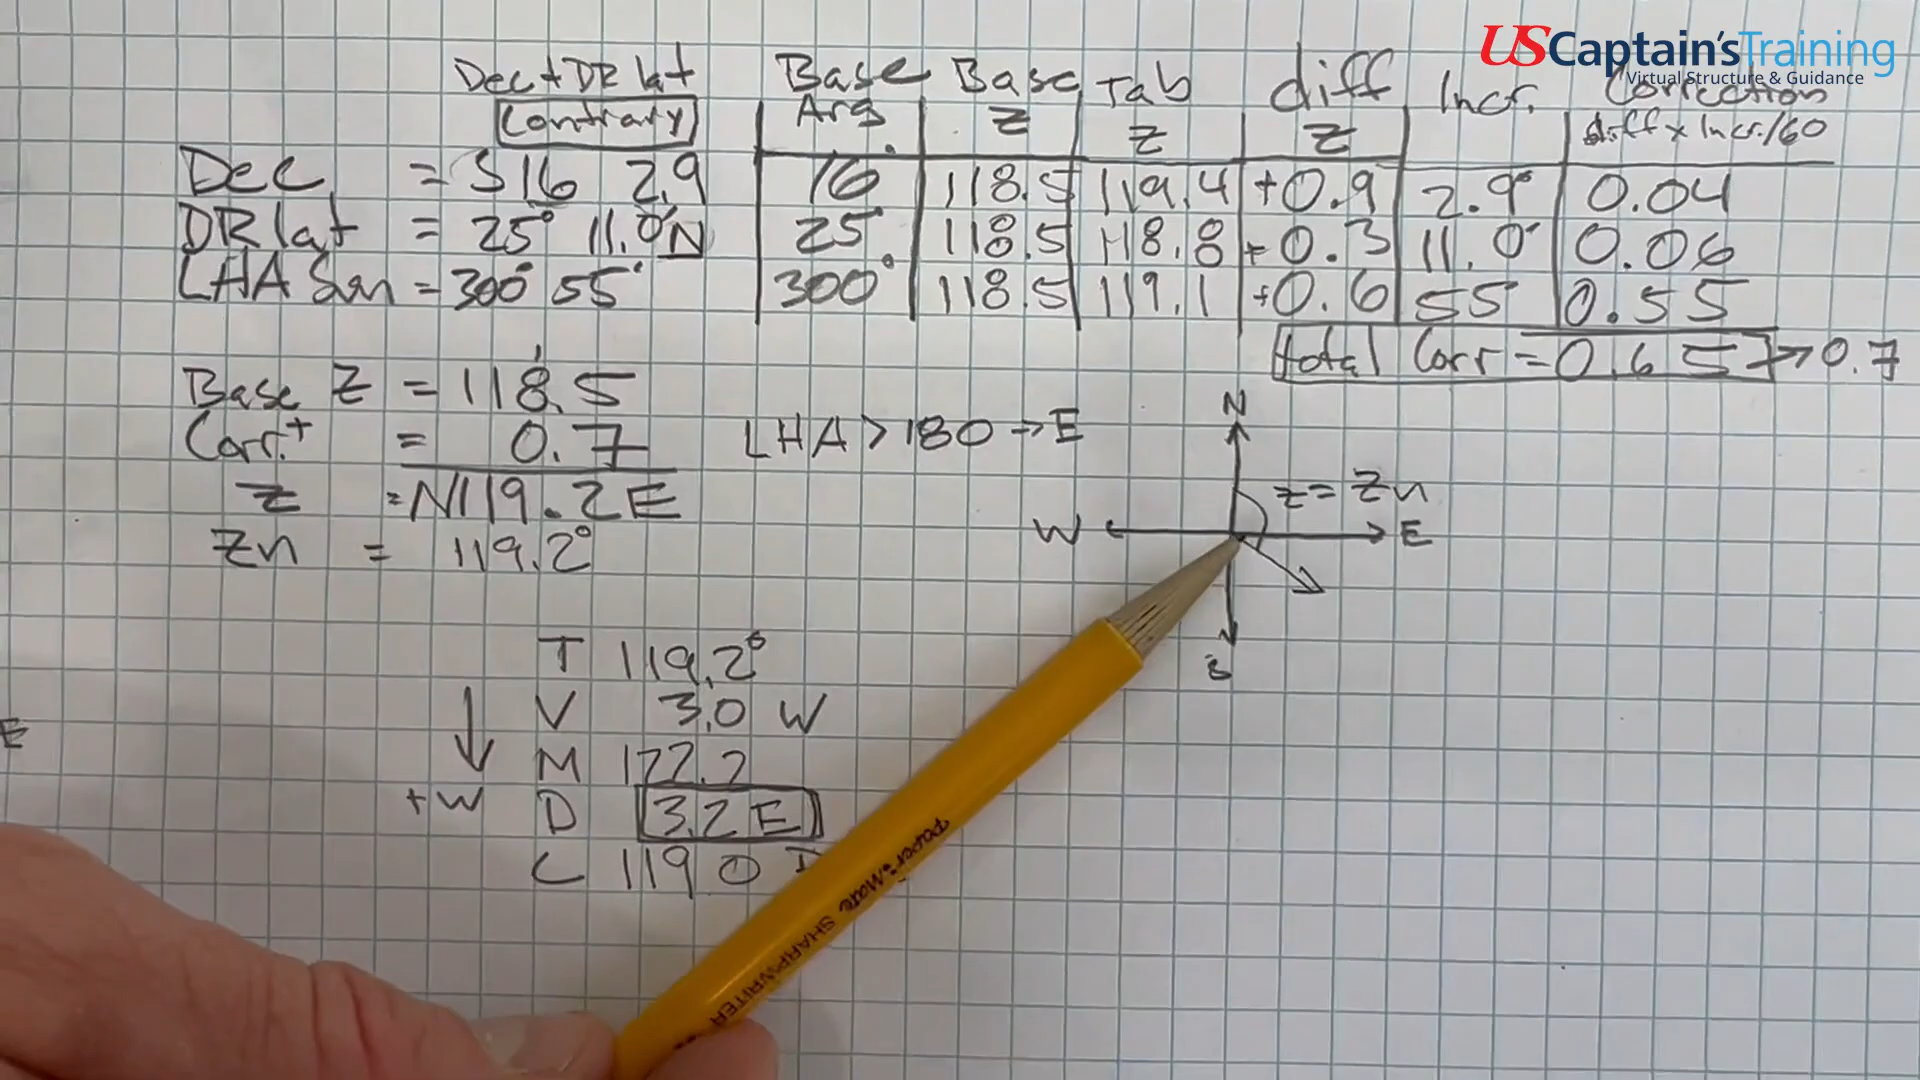 USCaptain'sTraining
Virtual Structure & Guidance
Dec + DR lat
Contrary
Base Arg. Base Z Tab Z diff Z Incr. Correction diff x Incr./60
Dec = S16 2.9 16° 118.5 119.4 +0.9 2.9' 0.04
DR lat = 25° 11.0'N 25° 118.5 118.8 +0.3 11.0' 0.06
LHA Sun = 300° 55' 300° 118.5 119.1 +0.6 55' 0.55
total Corr = 0.65 → 0.7
Base Z = 118.5
Corr.+ = 0.7 LHA > 180 → E
Z = N119.2E
Zn = 119.2°
N
Z = Zn
W E
S
T 119.2°
V 3.0 W
M 122.2
+W D 3.2 E
C 119.0
E
Paper:Mate SHARPWRITER